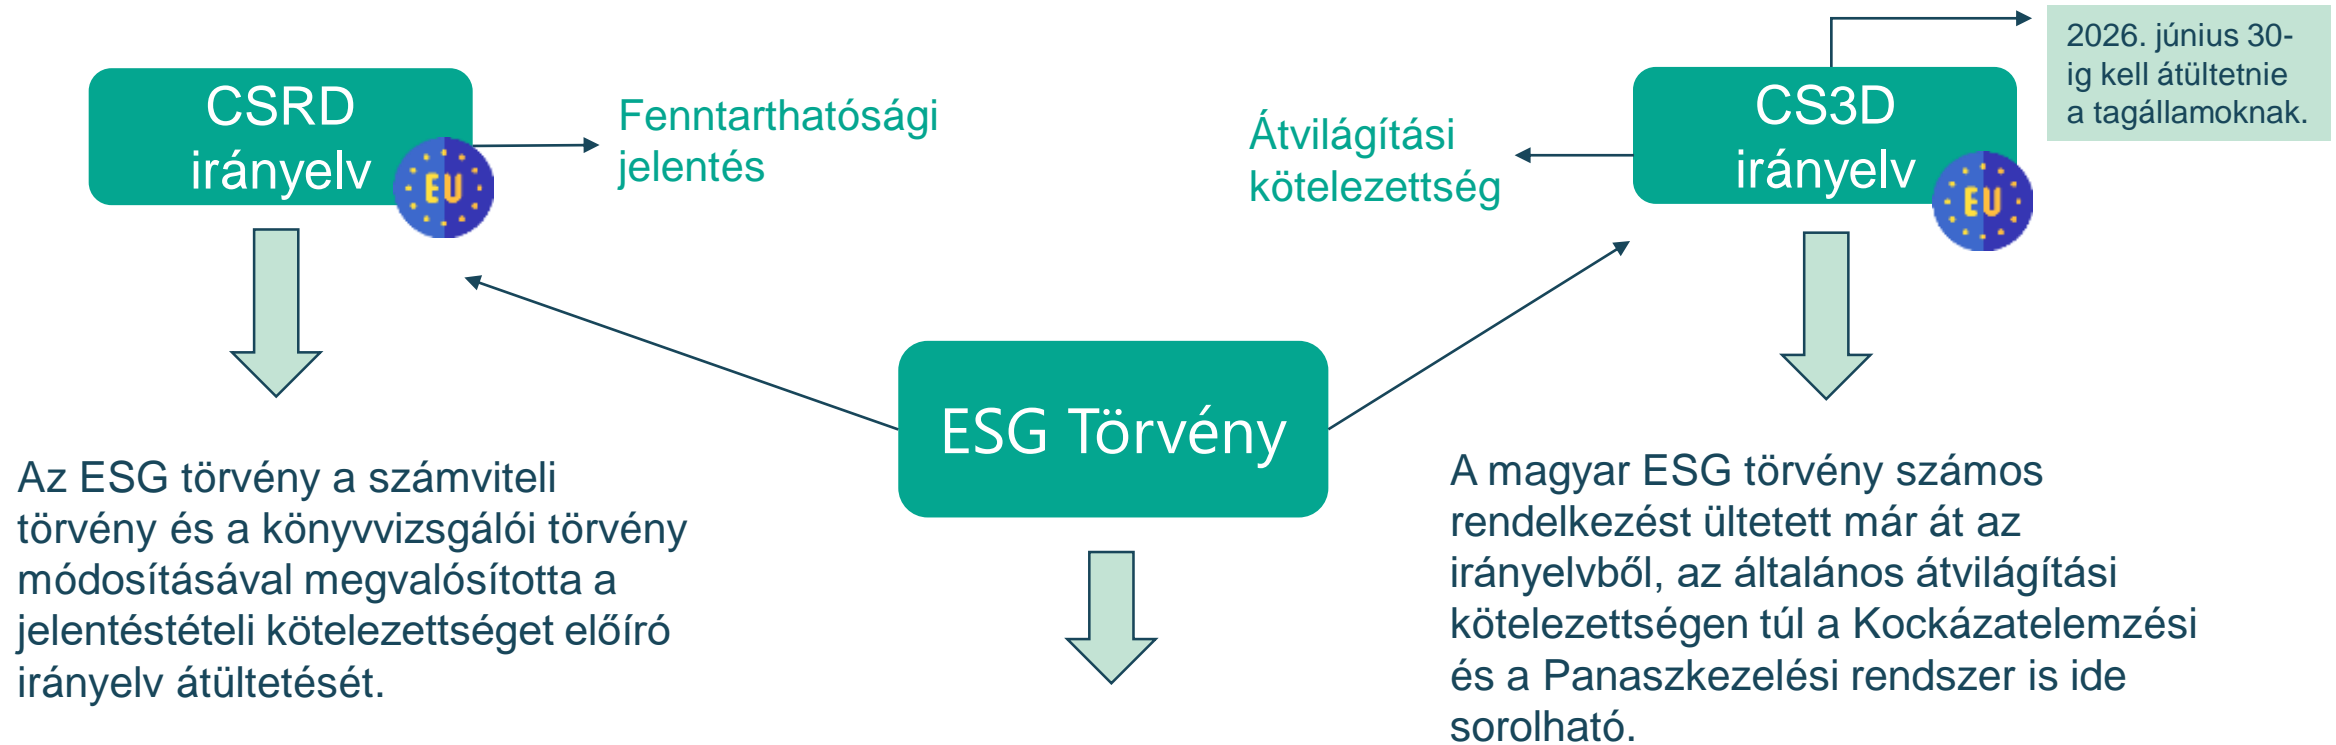 CSRD
irányelv
EU
Fenntarthatósági
jelentés
Átvilágítási
kötelezettség
CS3D
irányelv
EU
2026. június 30-
ig kell átültetnie
a tagállamoknak.
ESG Törvény
Az ESG törvény a számviteli
törvény és a könyvvizsgálói törvény
módosításával megvalósította a
jelentéstételi kötelezettséget előíró
irányelv átültetését.
A magyar ESG törvény számos
rendelkezést ültetett már át az
irányelvből, az általános átvilágítási
kötelezettségen túl a Kockázatelemzési
és a Panaszkezelési rendszer is ide
sorolható.